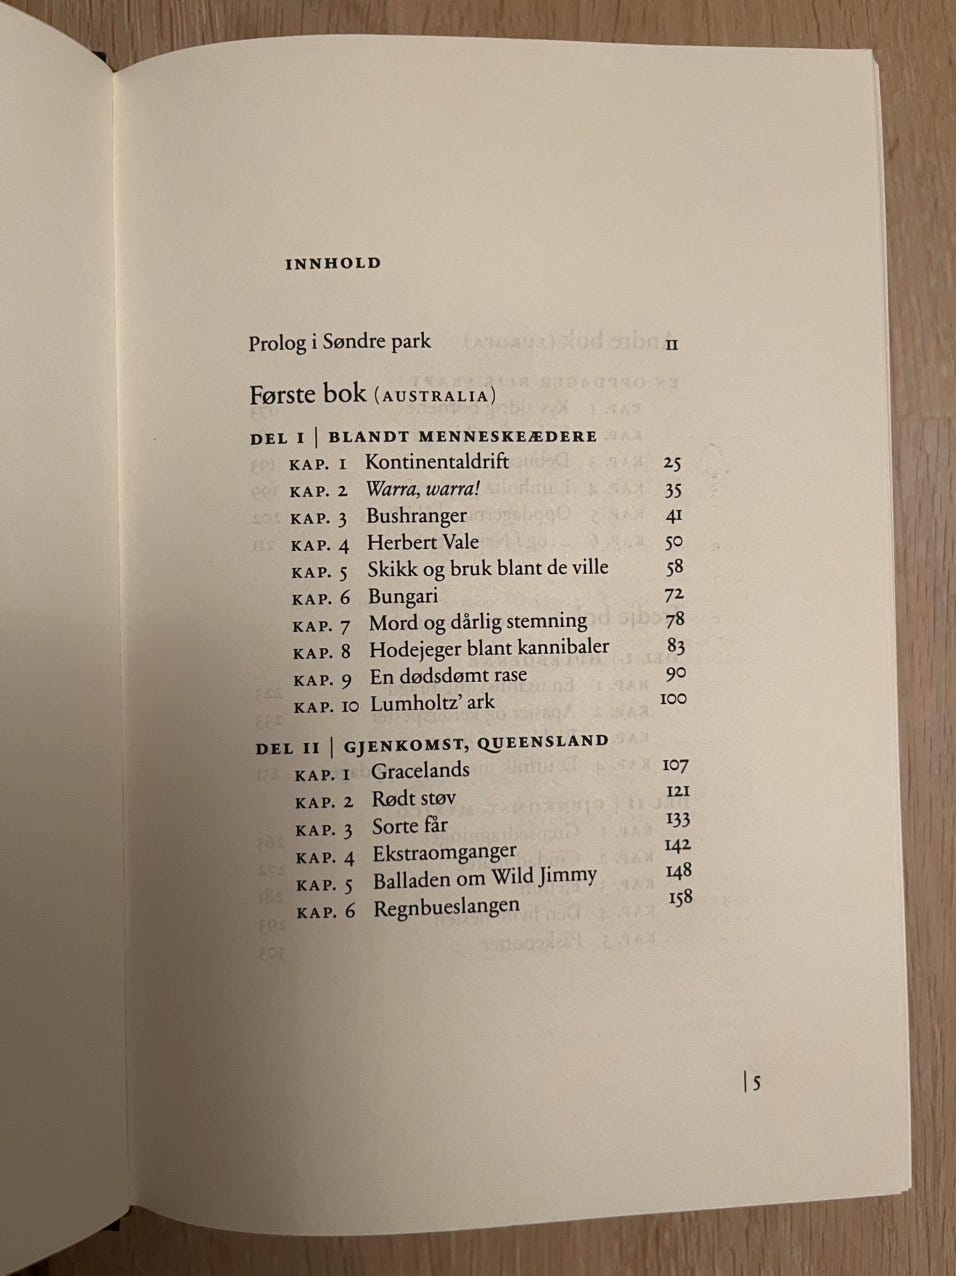 INNHOLD
Prolog i Søndre park 11
Første bok (AUSTRALIA)
DEL I | BLANDT MENNESKEÆDERE
KAP. 1 Kontinentaldrift 25
KAP. 2 Warra, warra! 35
KAP. 3 Bushranger 41
KAP. 4 Herbert Vale 50
KAP. 5 Skikk og bruk blant de ville 58
KAP. 6 Bungari 72
KAP. 7 Mord og dårlig stemning 78
KAP. 8 Hodejeger blant kannibaler 83
KAP. 9 En dødsdømt rase 90
KAP. 10 Lumholtz’ ark 100
DEL II | GJENKOMST, QUEENSLAND
KAP. 1 Gracelands 107
KAP. 2 Rødt støv 121
KAP. 3 Sorte får 133
KAP. 4 Ekstraomganger 142
KAP. 5 Balladen om Wild Jimmy 148
KAP. 6 Regnbueslangen 158
| 5